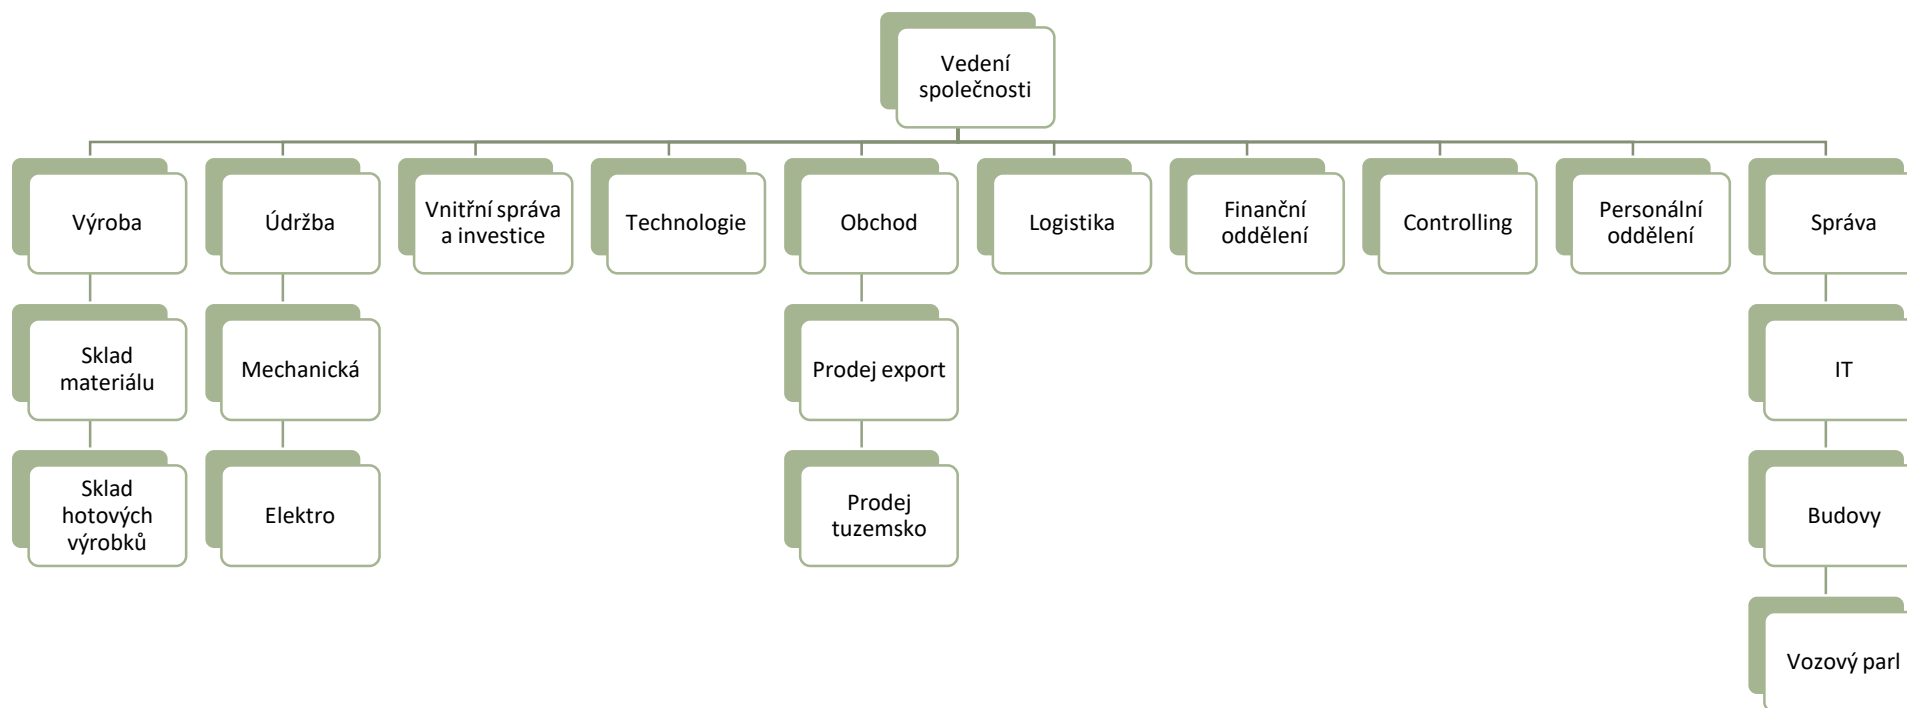 Vedení
společnosti
Výroba
Údržba
Vnitřní správa
a investice
Technologie
Obchod
Logistika
Finanční
oddělení
Controlling
Personální
oddělení
Správa
Sklad
materiálu
Mechanická
Prodej export
IT
Sklad
hotových
výrobků
Elektro
Prodej
tuzemsko
Budovy
Vozový parl